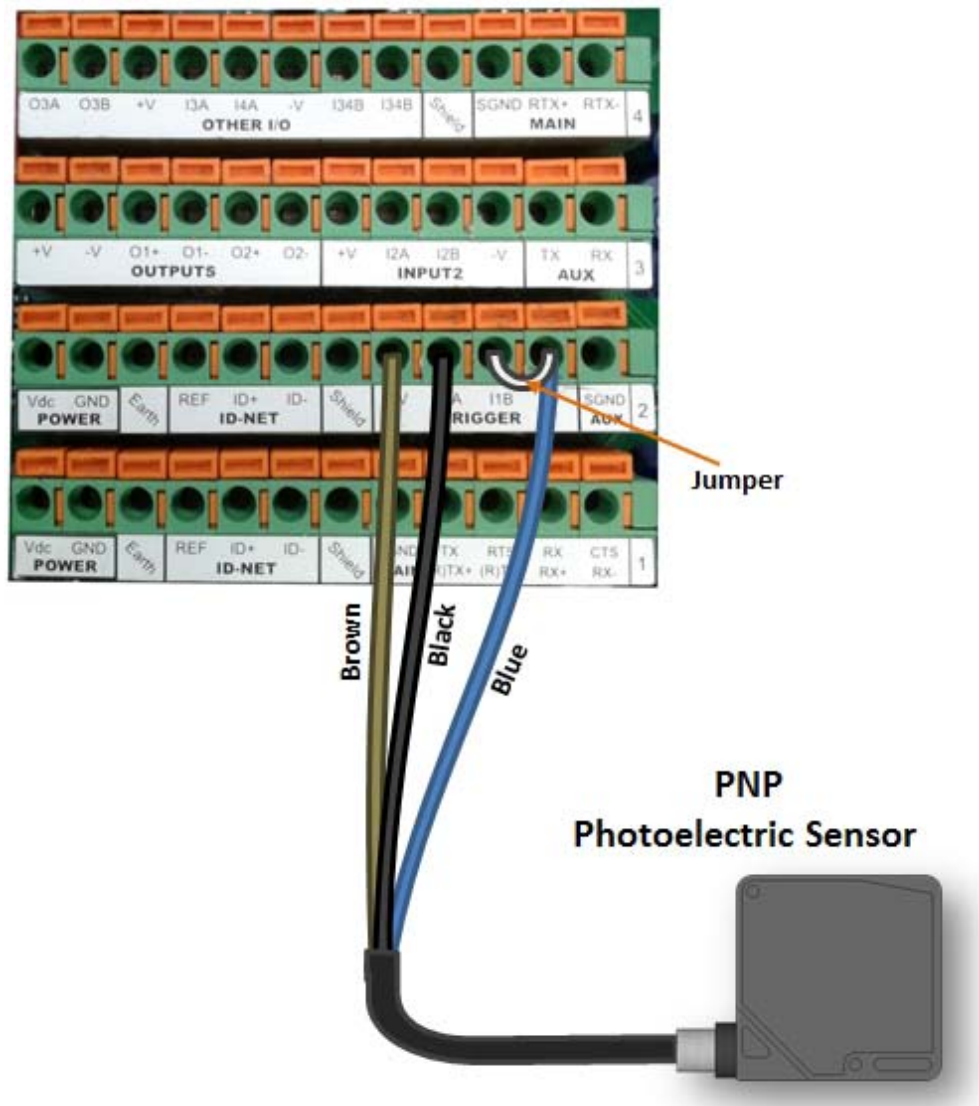 O3A O3B +V I3A I4A -V I34B I34B Shield SGND RTX+ RTX-
OTHER I/O MAIN 4
+V -V O1+ O1- O2+ O2- +V I2A I2B -V TX RX
OUTPUTS INPUT2 AUX 3
Vdc GND Earth REF ID+ ID- Shield V A I1B SGND
POWER ID-NET RIGGER AUX 2
Vdc GND Earth REF ID+ ID- Shield ND TX RTS RX CTS
POWER ID-NET AIN R)TX+ (R)T RX+ RX- 1
Jumper
Brown
Black
Blue
PNP
Photoelectric Sensor